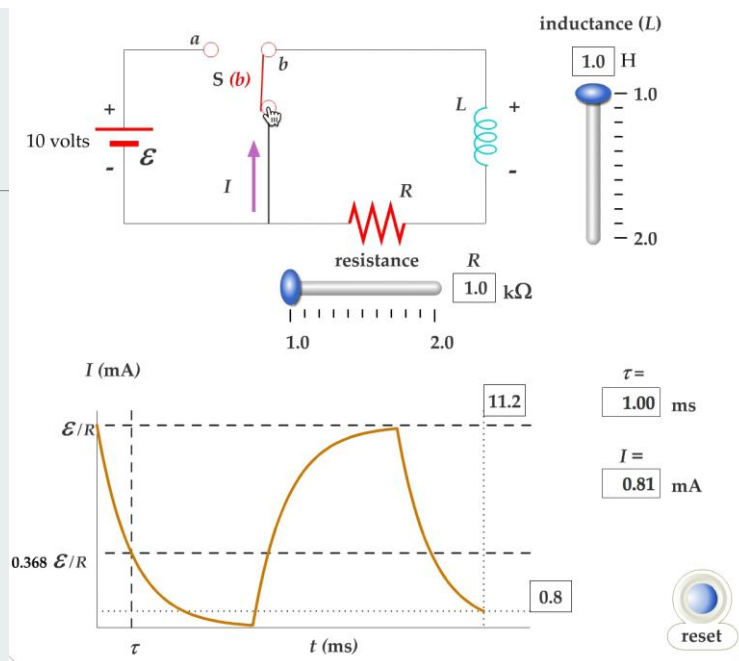 inductance (L)
1.0 H
1.0
2.0
a
b
S (b)
+
10 volts
ℰ
-
I
L
+
-
R
resistance
R
1.0 kΩ
1.0
2.0
I (mA)
ℰ/R
0.368 ℰ/R
τ
t (ms)
11.2
0.8
τ =
1.00 ms
I =
0.81 mA
reset